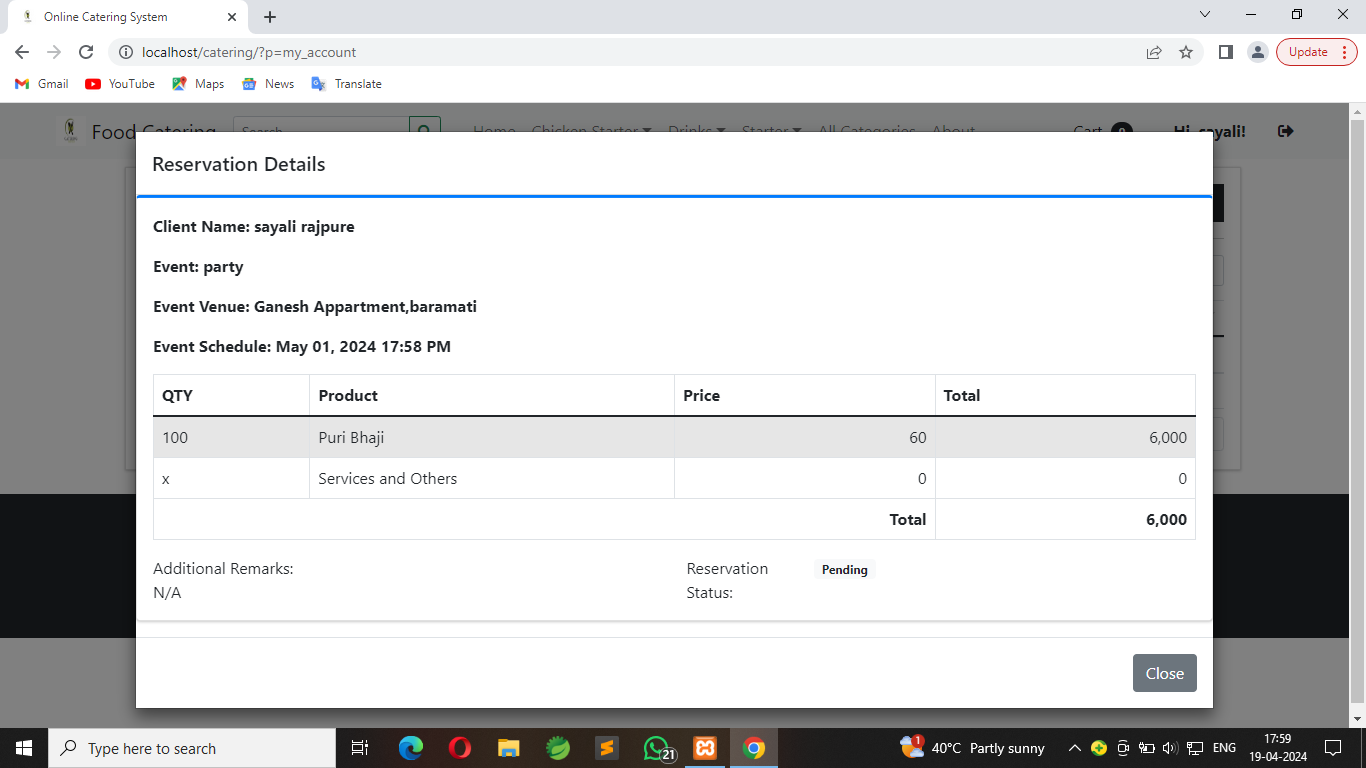 Online Catering System
localhost/catering/?p=my_account
Update
Gmail YouTube Maps News Translate
Food Catering Search Home Chicken Starter Drinks Starter All Categories About Cart 0 Hi, sayali!
Reservation Details
Client Name: sayali rajpure
Event: party
Event Venue: Ganesh Appartment,baramati
Event Schedule: May 01, 2024 17:58 PM
QTY Product Price Total
100 Puri Bhaji 60 6,000
x Services and Others 0 0
Total 6,000
Additional Remarks:
N/A
Reservation
Status:
Pending
Close
Type here to search
21
1
40°C Partly sunny
ENG
17:59
19-04-2024